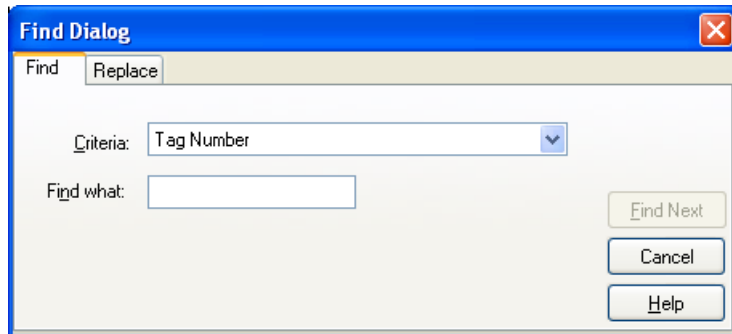 Find Dialog
Find Replace
Criteria: Tag Number
Find what:
Find Next
Cancel
Help